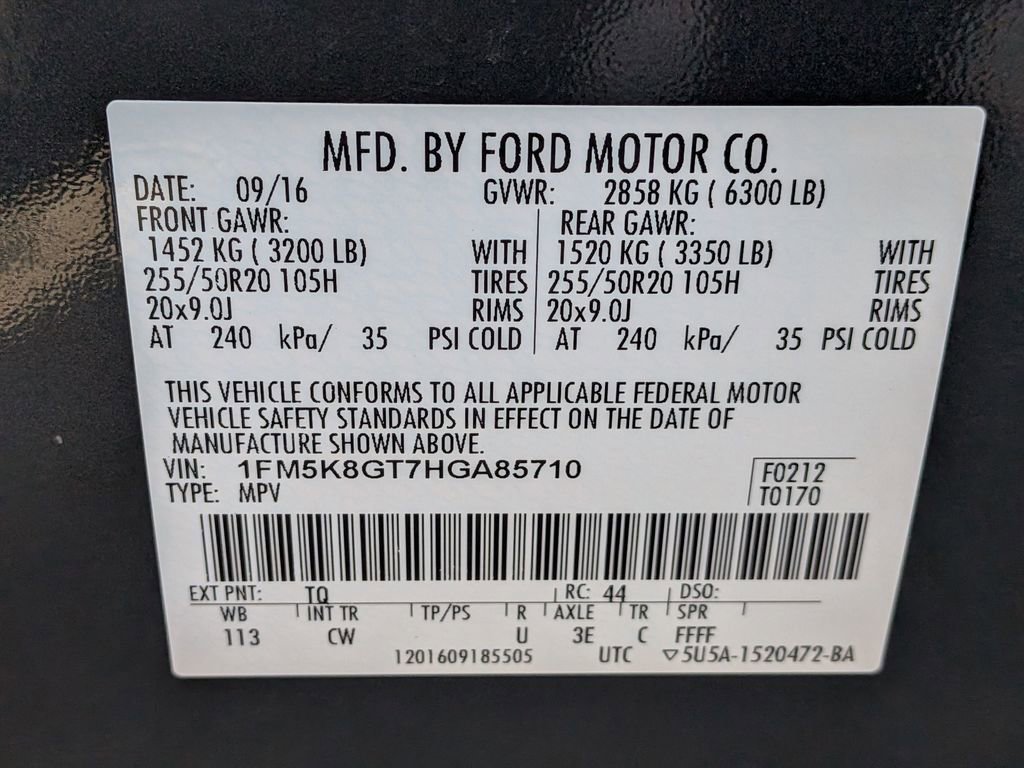 MFD. BY FORD MOTOR CO.
DATE: 09/16 GVWR: 2858 KG ( 6300 LB)
FRONT GAWR: REAR GAWR:
1452 KG ( 3200 LB) WITH 1520 KG ( 3350 LB) WITH
255/50R20 105H TIRES 255/50R20 105H TIRES
20x9.0J RIMS 20x9.0J RIMS
AT 240 kPa/ 35 PSI COLD AT 240 kPa/ 35 PSI COLD
THIS VEHICLE CONFORMS TO ALL APPLICABLE FEDERAL MOTOR
VEHICLE SAFETY STANDARDS IN EFFECT ON THE DATE OF
MANUFACTURE SHOWN ABOVE.
VIN: 1FM5K8GT7HGA85710 F0212
TYPE: MPV T0170
EXT PNT: TQ RC: 44 DSO:
WB INT TR TP/PS R AXLE TR SPR
113 CW U 3E C FFFF
1201609185505 UTC ▽5U5A-1520472-BA